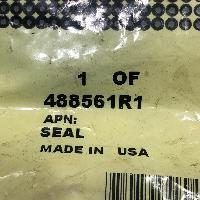 1 OF
488561R1
APN:
SEAL
MADE IN USA